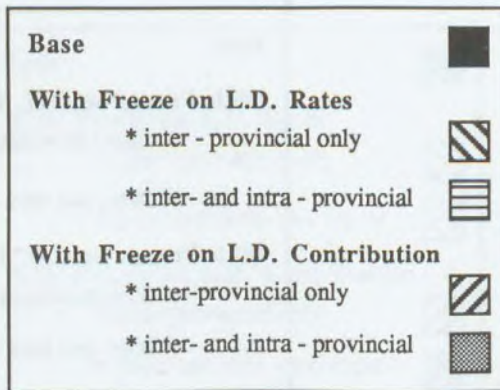 Base
With Freeze on L.D. Rates
* inter - provincial only
* inter- and intra - provincial
With Freeze on L.D. Contribution
* inter-provincial only
* inter- and intra - provincial